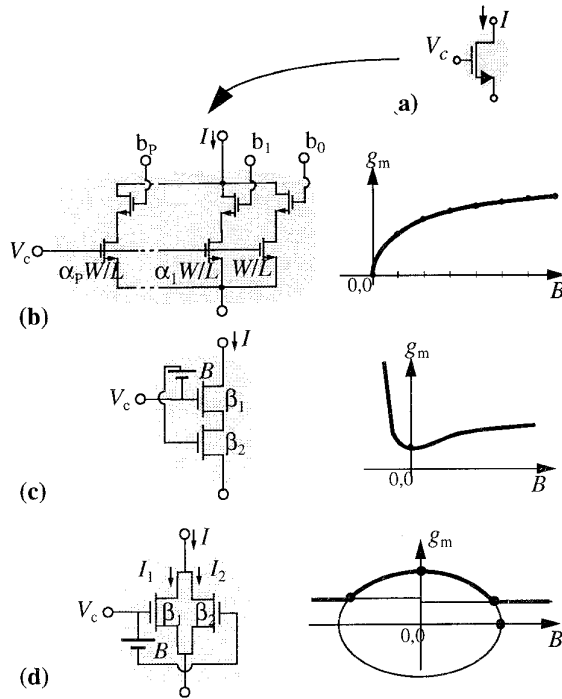 I
V_c
a)
b_P
I
b_1
b_0
V_c
α_P W/L
α_1 W/L
W/L
(b)
g_m
0,0
B
I
B
V_c
β_1
β_2
(c)
g_m
0,0
B
I
I_1
I_2
V_c
β_1
β_2
B
(d)
g_m
0,0
B